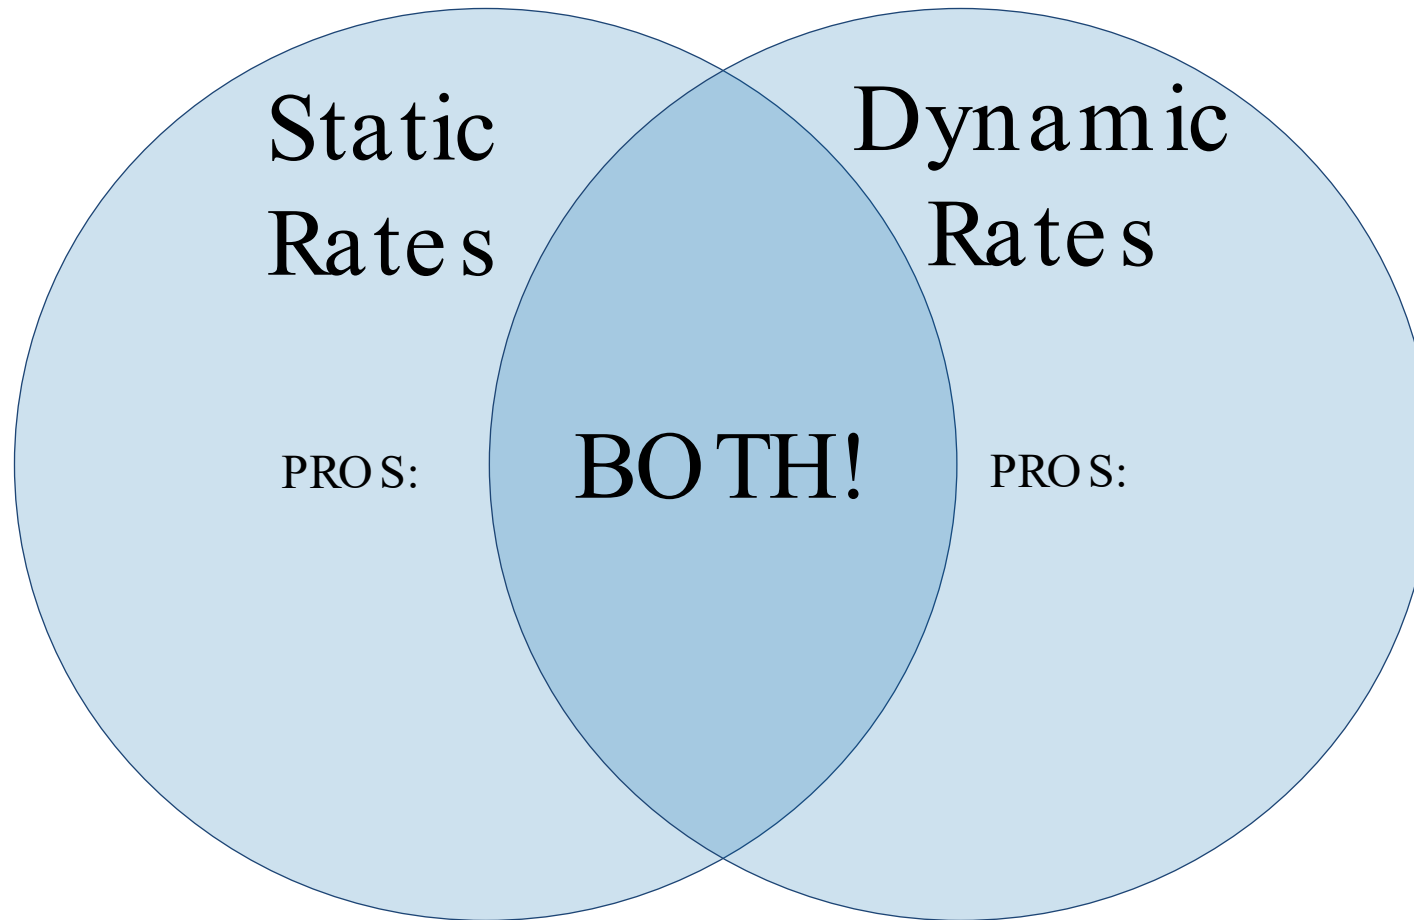 Static
Rates
PROS:
BOTH!
Dynamic
Rates
PROS: